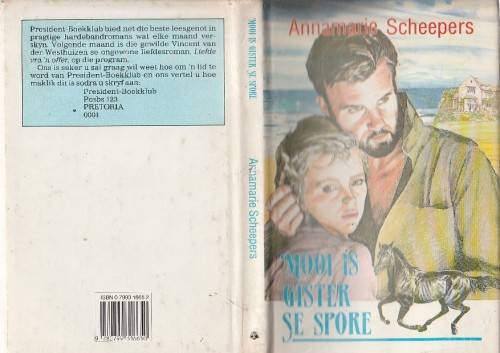 President-Boekklub bied net die beste leesgenot in
pragtige hardebandromans wat elke maand ver-
skyn. Volgende maand is die gewilde Vincent van
der Westhuizen se ongewone liefdesroman, Liefde
vra 'n offer, op die program.
Ons is seker u sal graag wil weet hoe om 'n lid te
word van President-Boekklub en ons vertel u hoe
maklik dit is sodra u skryf aan:
President-Boekklub
Posbs 123
PRETORIA
0001
ISBN 0 7993
MOOI IS GISTER SE SPORE
Annamarie Scheepers
Annamarie Scheepers
MOOI IS
GISTER
SE SPORE